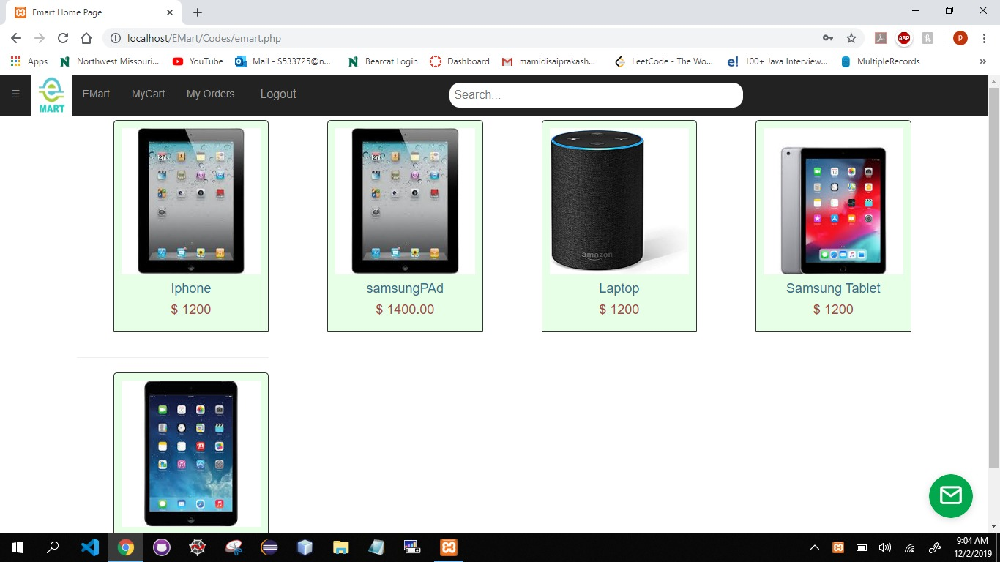 Emart Home Page
localhost/EMart/Codes/emart.php
ABP
p
Apps
Northwest Missouri...
YouTube
Mail - S533725@n...
Bearcat Login
Dashboard
mamidisaiprakash...
LeetCode - The Wo...
100+ Java Interview...
MultipleRecords
»
MART
EMart
MyCart
My Orders
Logout
Search...
Iphone
$ 1200
samsungPAd
$ 1400.00
amazon
Laptop
$ 1200
Samsung Tablet
$ 1200
9:04 AM
12/2/2019